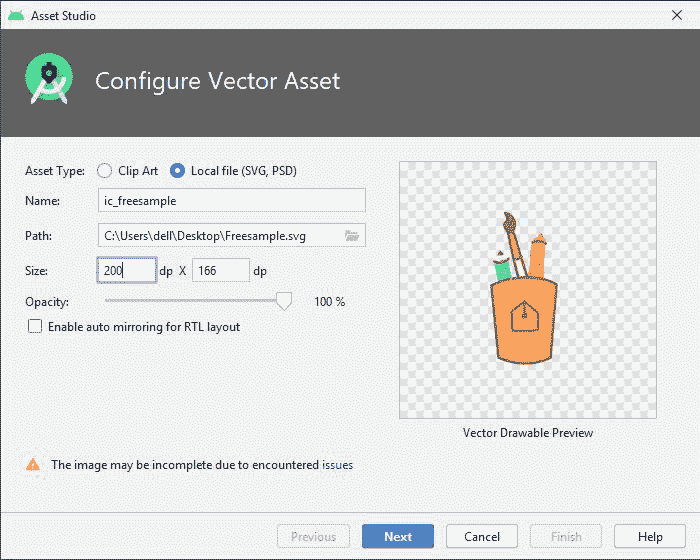 Asset Studio
Configure Vector Asset
Asset Type: Clip Art Local file (SVG, PSD)
Name: ic_freesample
Path: C:\Users\dell\Desktop\Freesample.svg
Size: 200 dp X 166 dp
Opacity: 100 %
Enable auto mirroring for RTL layout
Vector Drawable Preview
The image may be incomplete due to encountered issues
Previous Next Cancel Finish Help